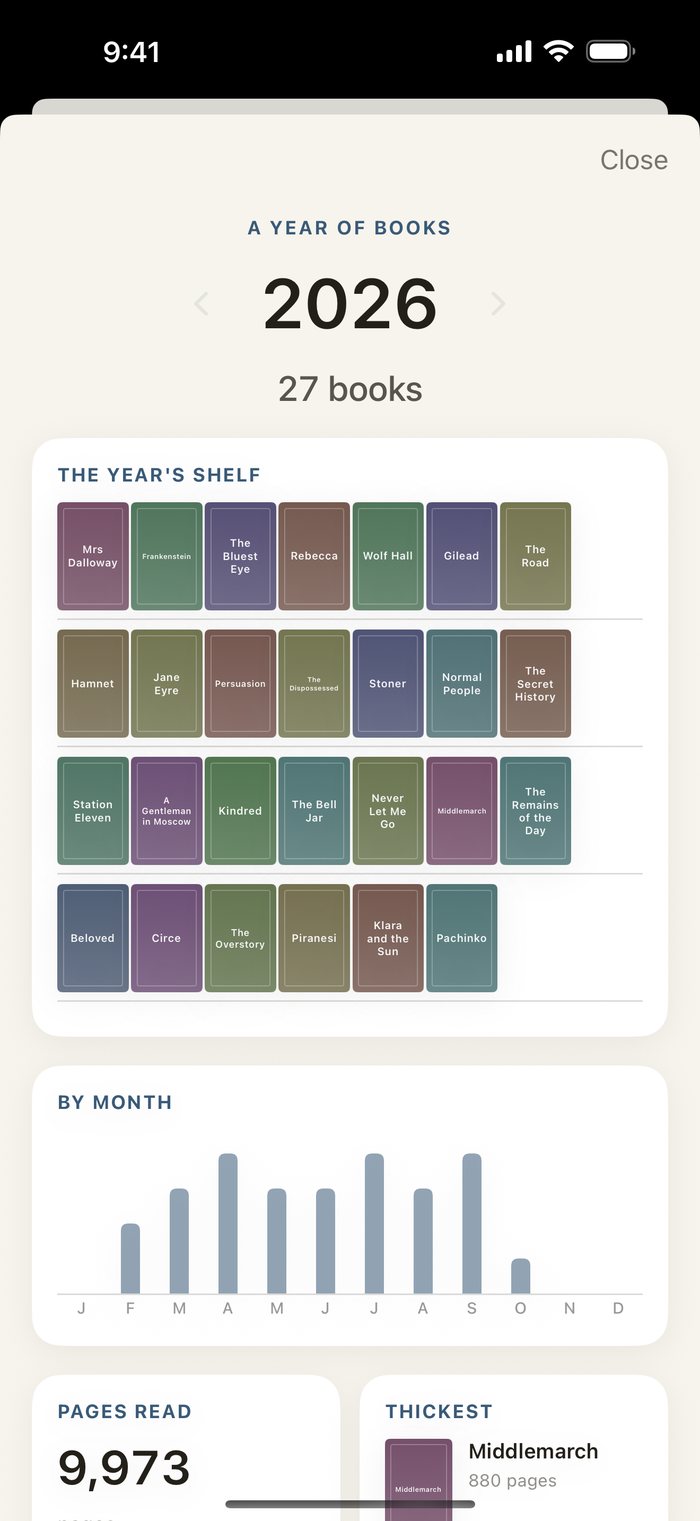 9:41
Close
A YEAR OF BOOKS
2026
27 books
THE YEAR'S SHELF
Mrs
Dalloway
Frankenstein
The
Bluest
Eye
Rebecca
Wolf Hall
Gilead
The
Road
Hamnet
Jane
Eyre
Persuasion
The
Dispossessed
Stoner
Normal
People
The
Secret
History
Station
Eleven
A
Gentleman
in Moscow
Kindred
The Bell
Jar
Never
Let Me
Go
Middlemarch
The
Remains
of the
Day
Beloved
Circe
The
Overstory
Piranesi
Klara
and the
Sun
Pachinko
BY MONTH
J F M A M J J A S O N D
PAGES READ
9,973
THICKEST
Middlemarch
Middlemarch
880 pages